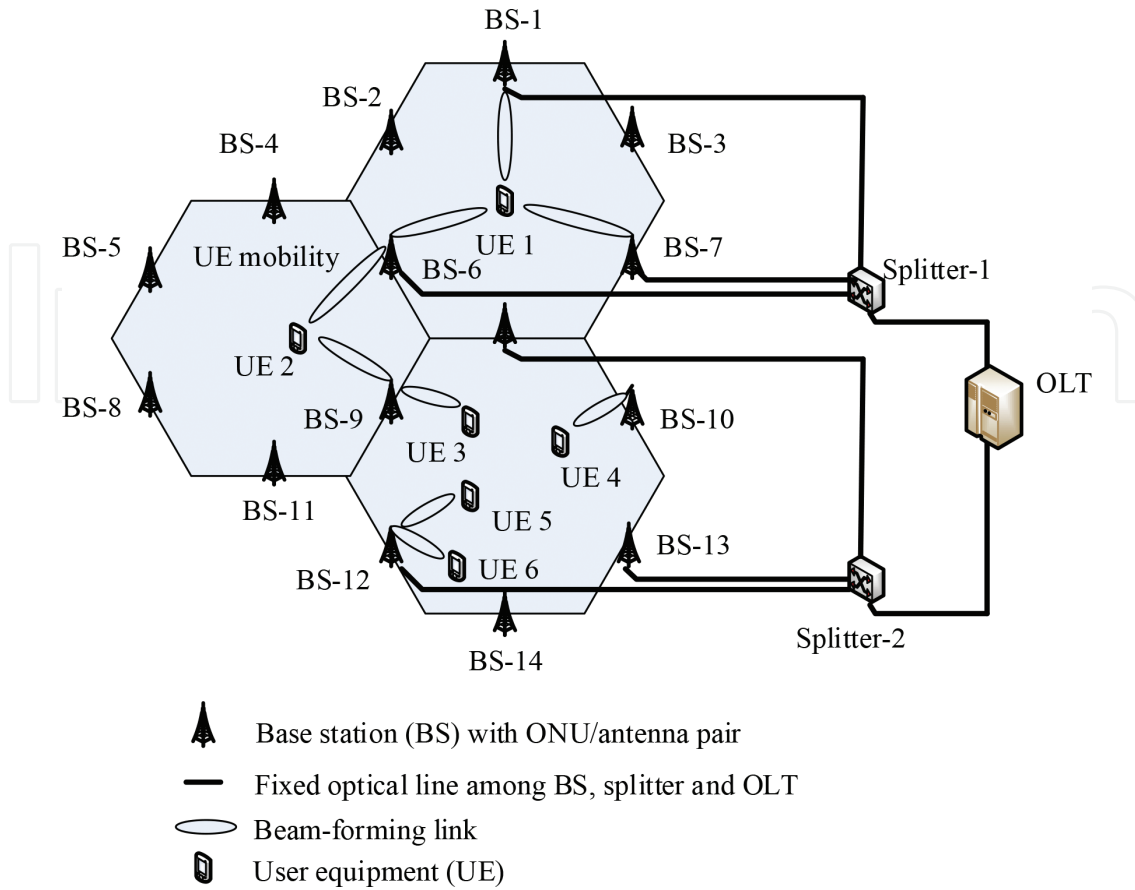 BS-1
BS-2
BS-3
BS-4
BS-5
UE mobility
UE 1
BS-6
BS-7
Splitter-1
UE 2
OLT
BS-8
BS-9
BS-10
UE 3
UE 4
BS-11
UE 5
BS-12
UE 6
BS-13
Splitter-2
BS-14
Base station (BS) with ONU/antenna pair
Fixed optical line among BS, splitter and OLT
Beam-forming link
User equipment (UE)